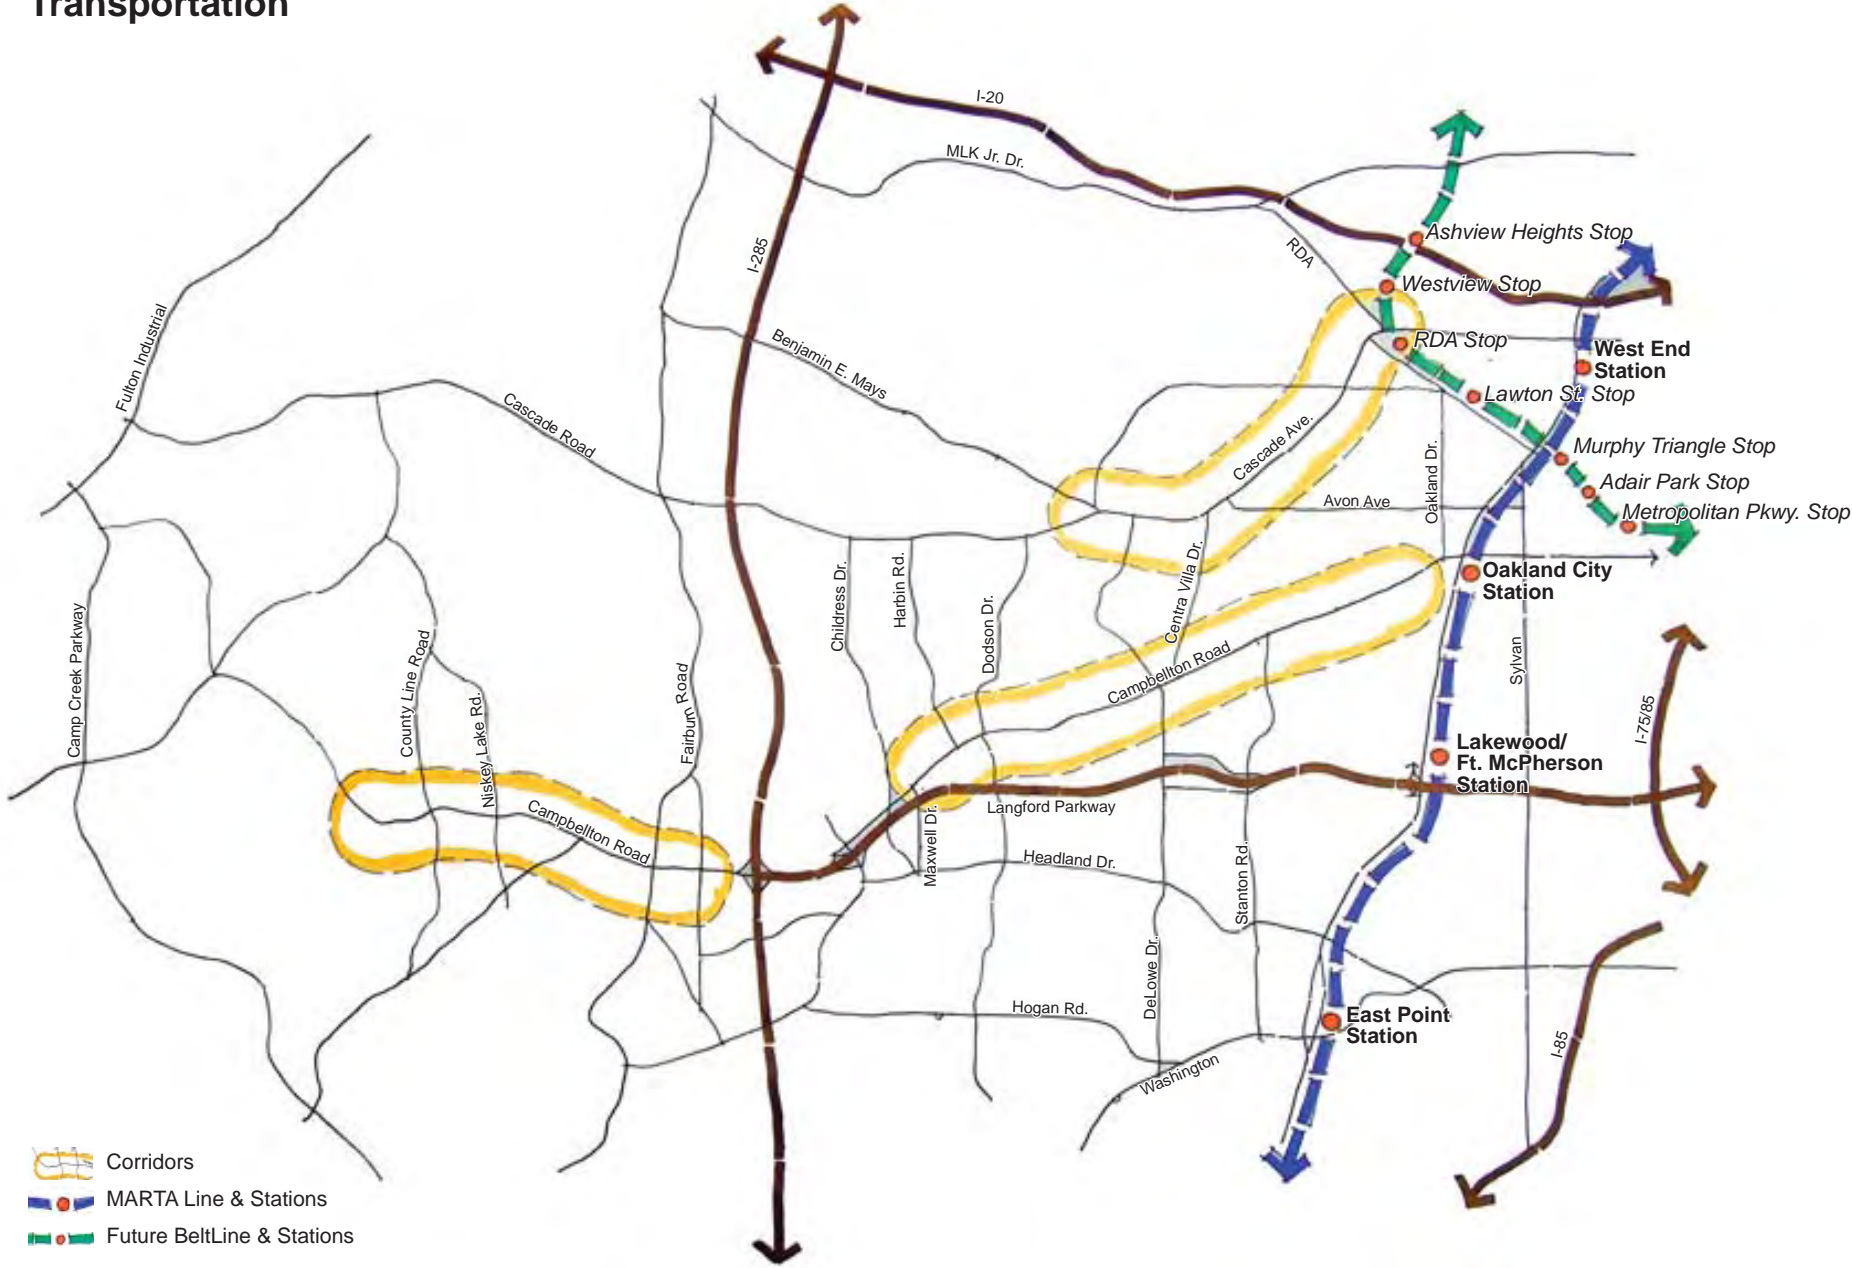 Transportation
I-20
MLK Jr. Dr.
I-285
RDA
Ashview Heights Stop
Westview Stop
RDA Stop
West End
Station
Lawton St. Stop
Murphy Triangle Stop
Adair Park Stop
Metropolitan Pkwy. Stop
Fulton Industrial
Benjamin E. Mays
Cascade Road
Cascade Ave.
Oakland Dr.
Avon Ave
Oakland City
Station
Camp Creek Parkway
County Line Road
Niskey Lake Rd.
Fairburn Road
Childress Dr.
Harbin Rd.
Dodson Dr.
Centra Villa Dr.
Campbellton Road
Sylvan
I-75/85
Lakewood/
Ft. McPherson
Station
Campbellton Road
Langford Parkway
Maxwell Dr.
Headland Dr.
Stanton Rd.
DeLowe Dr.
Hogan Rd.
Washington
East Point
Station
I-85
Corridors
MARTA Line & Stations
Future BeltLine & Stations